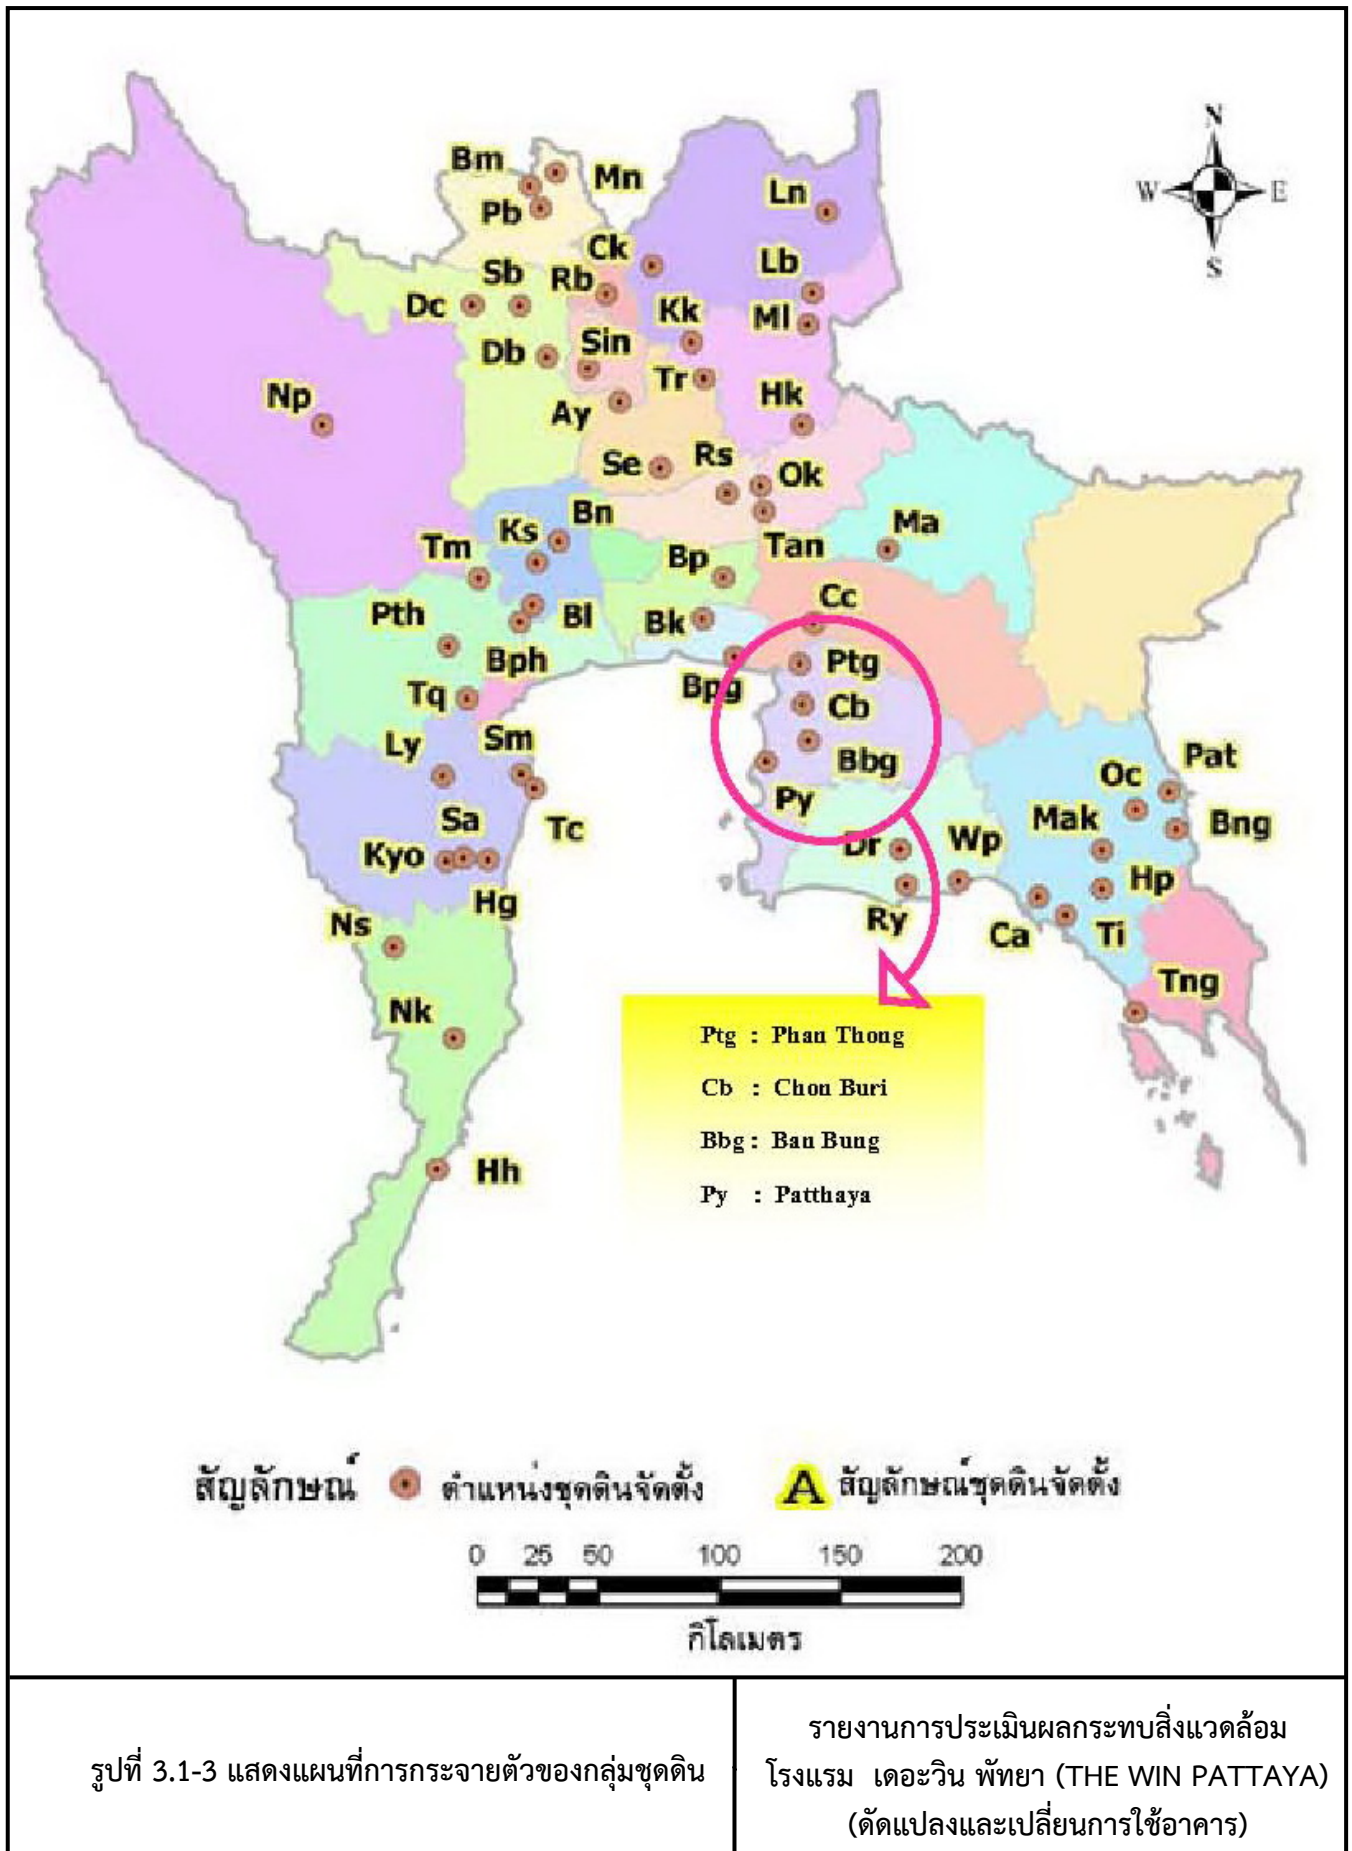 N
W E
S
Bm
Mn
Pb
Ln
Ck
Lb
Sb
Rb
Dc
Kk
Ml
Db
Sin
Tr
Np
Ay
Hk
Se
Rs
Ok
Bn
Ks
Tm
Tan
Ma
Bp
Cc
Pth
Bl
Bk
Bph
Ptg
Bpg
Tq
Cb
Ly
Sm
Bbg
Pat
Oc
Py
Sa
Tc
Mak
Bng
Kyo
Dr
Wp
Hp
Hg
Ns
Ry
Ca
Ti
Tng
Nk
Ptg : Phan Thong
Cb : Chon Buri
Bbg : Ban Bung
Py : Patthaya
Hh
สัญลักษณ์ ตำแหน่งชุดดินจัดตั้ง A สัญลักษณ์ชุดดินจัดตั้ง
0 25 50 100 150 200
กิโลเมตร
รูปที่ 3.1-3 แสดงแผนที่การกระจายตัวของกลุ่มชุดดิน
รายงานการประเมินผลกระทบสิ่งแวดล้อม
โรงแรม เดอะวิน พัทยา (THE WIN PATTAYA)
(ดัดแปลงและเปลี่ยนการใช้อาคาร)